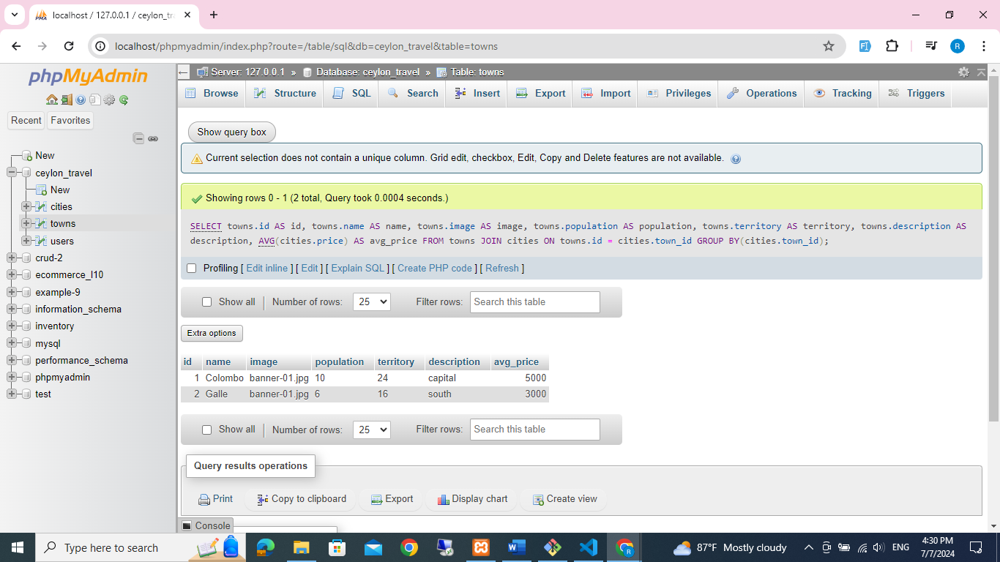 localhost / 127.0.0.1 / ceylon_tra
localhost/phpmyadmin/index.php?route=/table/sql&db=ceylon_travel&table=towns
R
phpMyAdmin
Recent Favorites
New
ceylon_travel
New
cities
towns
users
crud-2
ecommerce_l10
example-9
information_schema
inventory
mysql
performance_schema
phpmyadmin
test
Server: 127.0.0.1 » Database: ceylon_travel » Table: towns
Browse Structure SQL Search Insert Export Import Privileges Operations Tracking Triggers
Show query box
Current selection does not contain a unique column. Grid edit, checkbox, Edit, Copy and Delete features are not available.
Showing rows 0 - 1 (2 total, Query took 0.0004 seconds.)
SELECT towns.id AS id, towns.name AS name, towns.image AS image, towns.population AS population, towns.territory AS territory, towns.description AS
description, AVG(cities.price) AS avg_price FROM towns JOIN cities ON towns.id = cities.town_id GROUP BY(cities.town_id);
Profiling [ Edit inline ] [ Edit ] [ Explain SQL ] [ Create PHP code ] [ Refresh ]
Show all | Number of rows: 25 Filter rows: Search this table
Extra options
id name image population territory description avg_price
1 Colombo banner-01.jpg 10 24 capital 5000
2 Galle banner-01.jpg 6 16 south 3000
Show all | Number of rows: 25 Filter rows: Search this table
Query results operations
Print Copy to clipboard Export Display chart Create view
Console
Type here to search
87°F Mostly cloudy
ENG
4:30 PM
7/7/2024